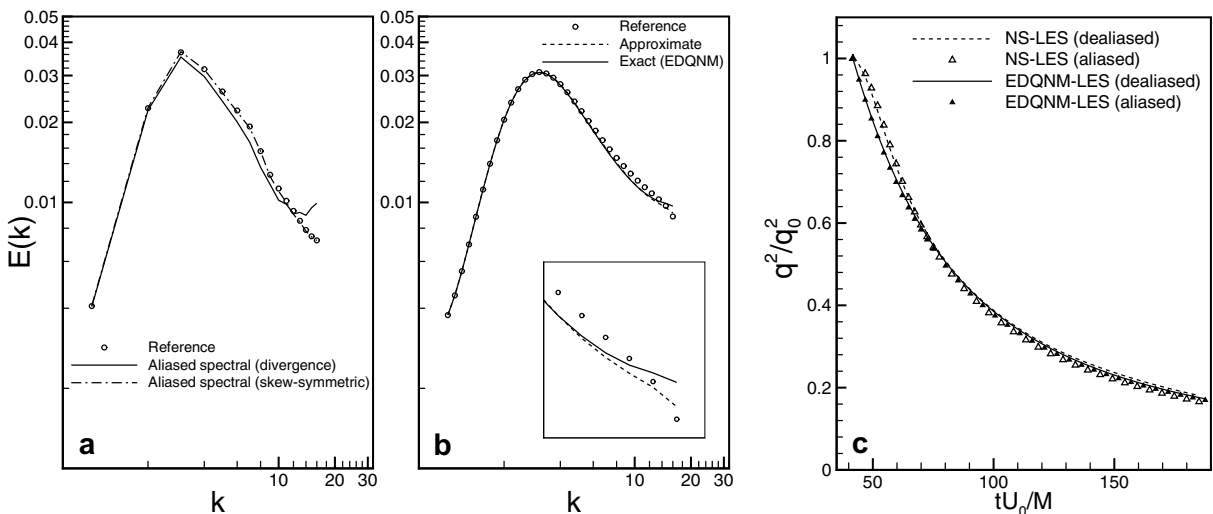 0.05
0.04
0.03
0.02
0.01
E(k)
Reference
Aliased spectral (divergence)
Aliased spectral (skew-symmetric)
a
10
20
30
k
0.05
0.04
0.03
0.02
0.01
Reference
Approximate
Exact (EDQNM)
b
10
20
30
k
NS-LES (dealiased)
NS-LES (aliased)
EDQNM-LES (dealiased)
EDQNM-LES (aliased)
1
0.8
0.6
0.4
0.2
0
q²/q₀²
c
50
100
150
tU₀/M